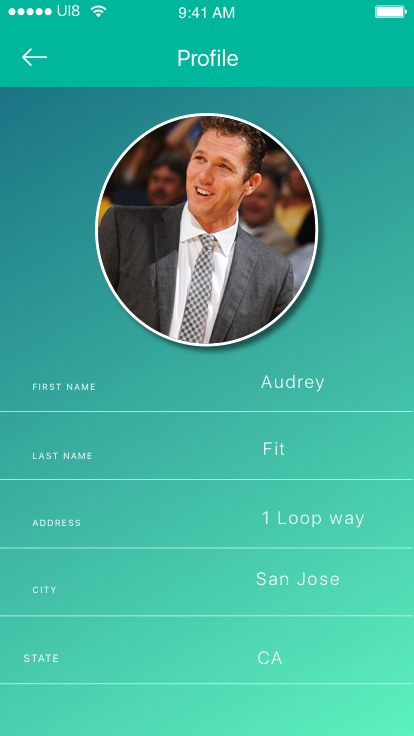 UI8 9:41 AM
Profile
FIRST NAME Audrey
LAST NAME Fit
ADDRESS 1 Loop way
CITY San Jose
STATE CA